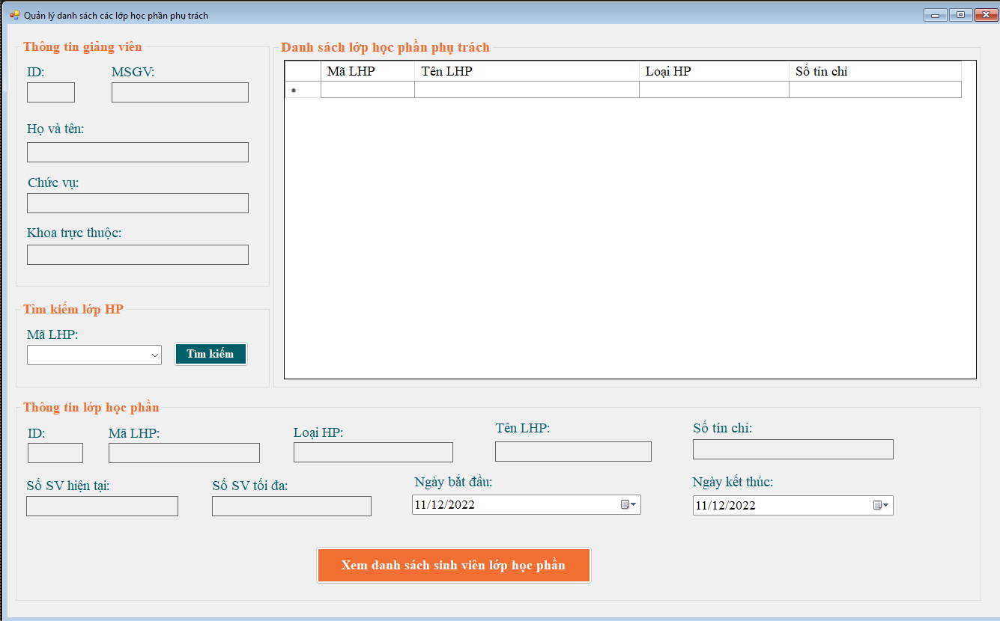 Quản lý danh sách các lớp học phần phụ trách
Thông tin giảng viên
ID: MSGV:
Họ và tên:
Chức vụ:
Khoa trực thuộc:
Tìm kiếm lớp HP
Mã LHP:
Tìm kiếm
Danh sách lớp học phần phụ trách
Mã LHP Tên LHP Loại HP Số tín chỉ
*
Thông tin lớp học phần
ID: Mã LHP: Loại HP: Tên LHP: Số tín chỉ:
Số SV hiện tại: Số SV tối đa: Ngày bắt đầu: Ngày kết thúc:
11/12/2022 11/12/2022
Xem danh sách sinh viên lớp học phần